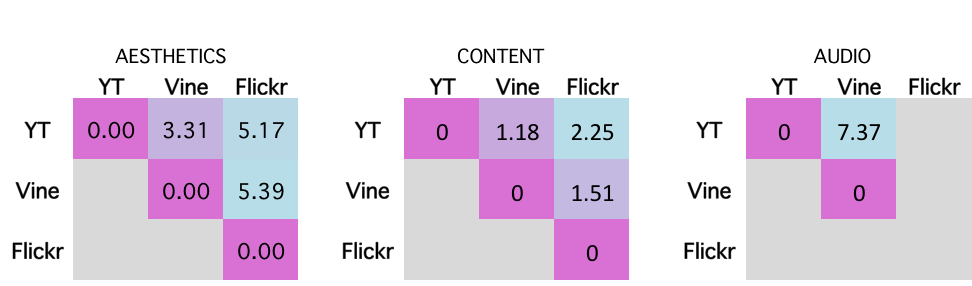 AESTHETICS CONTENT AUDIO
YT Vine Flickr YT Vine Flickr YT Vine Flickr
YT 0.00 3.31 5.17 YT 0 1.18 2.25 YT 0 7.37
Vine 0.00 5.39 Vine 0 1.51 Vine 0
Flickr 0.00 Flickr 0 Flickr